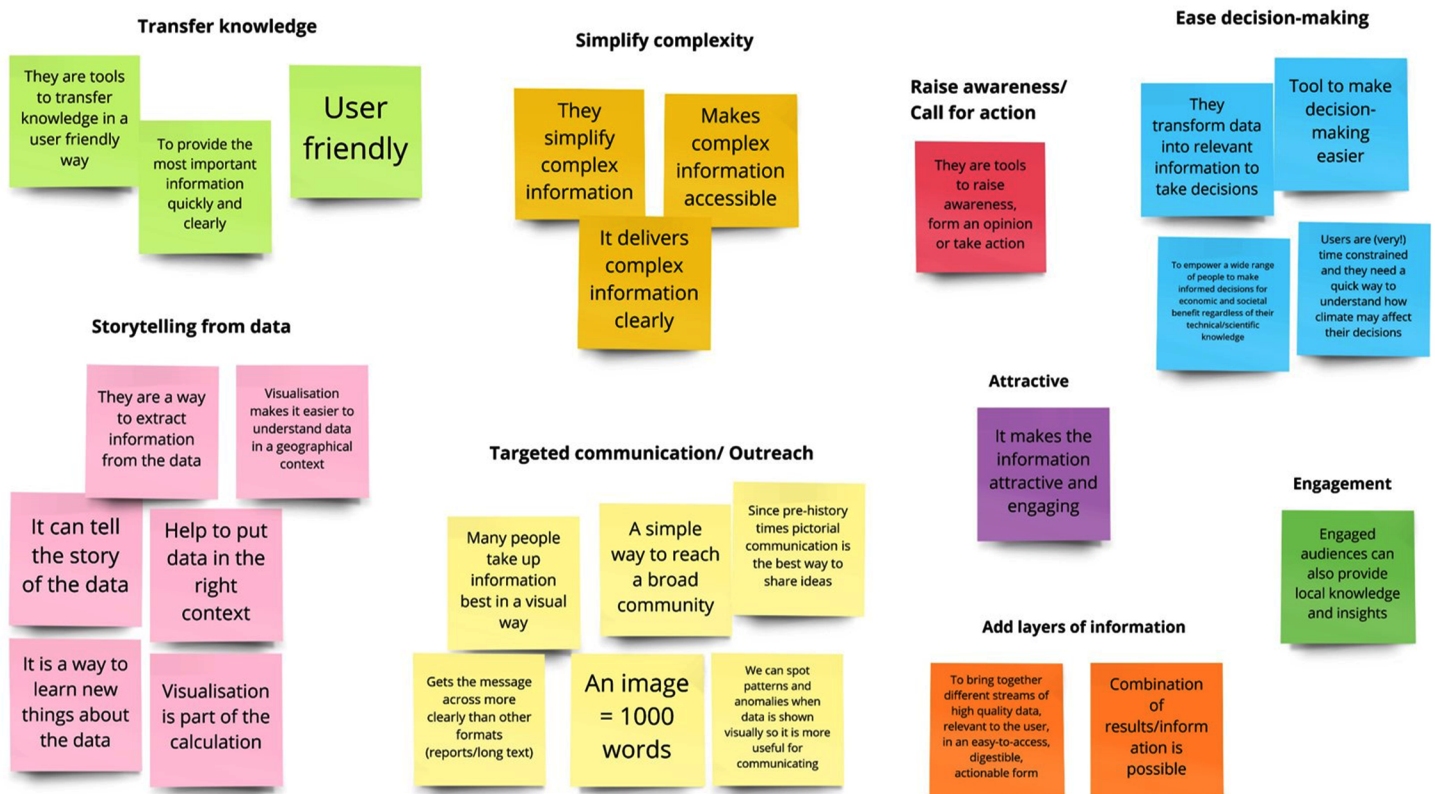 Transfer knowledge
They are tools
to transfer
knowledge in a
user friendly
way
To provide the
most important
information
quickly and
clearly
User
friendly
Simplify complexity
They
simplify
complex
information
Makes
complex
information
accessible
It delivers
complex
information
clearly
Raise awareness/
Call for action
They are tools
to raise
awareness,
form an opinion
or take action
Ease decision-making
They
transform data
into relevant
information to
take decisions
Tool to make
decision-
making
easier
To empower a wide range
of people to make
informed decisions for
economic and societal
benefit regardless of their
technical/scientific
knowledge
Users are (very!)
time constrained
and they need a
quick way to
understand how
climate may affect
their decisions
Storytelling from data
They are a way
to extract
information
from the data
Visualisation
makes it easier to
understand data
in a geographical
context
It can tell
the story
of the data
Help to put
data in the
right
context
It is a way to
learn new
things about
the data
Visualisation
is part of the
calculation
Targeted communication/ Outreach
Many people
take up
information
best in a visual
way
A simple
way to reach
a broad
community
Since pre-history
times pictorial
communication is
the best way to
share ideas
Gets the message
across more
clearly than other
formats
(reports/long text)
An image
= 1000
words
We can spot
patterns and
anomalies when
data is shown
visually so it is more
useful for
communicating
Attractive
It makes the
information
attractive and
engaging
Engagement
Engaged
audiences can
also provide
local knowledge
and insights
Add layers of information
To bring together
different streams of
high quality data,
relevant to the user,
in an easy-to-access,
digestible,
actionable form
Combination
of
results/inform
ation is
possible